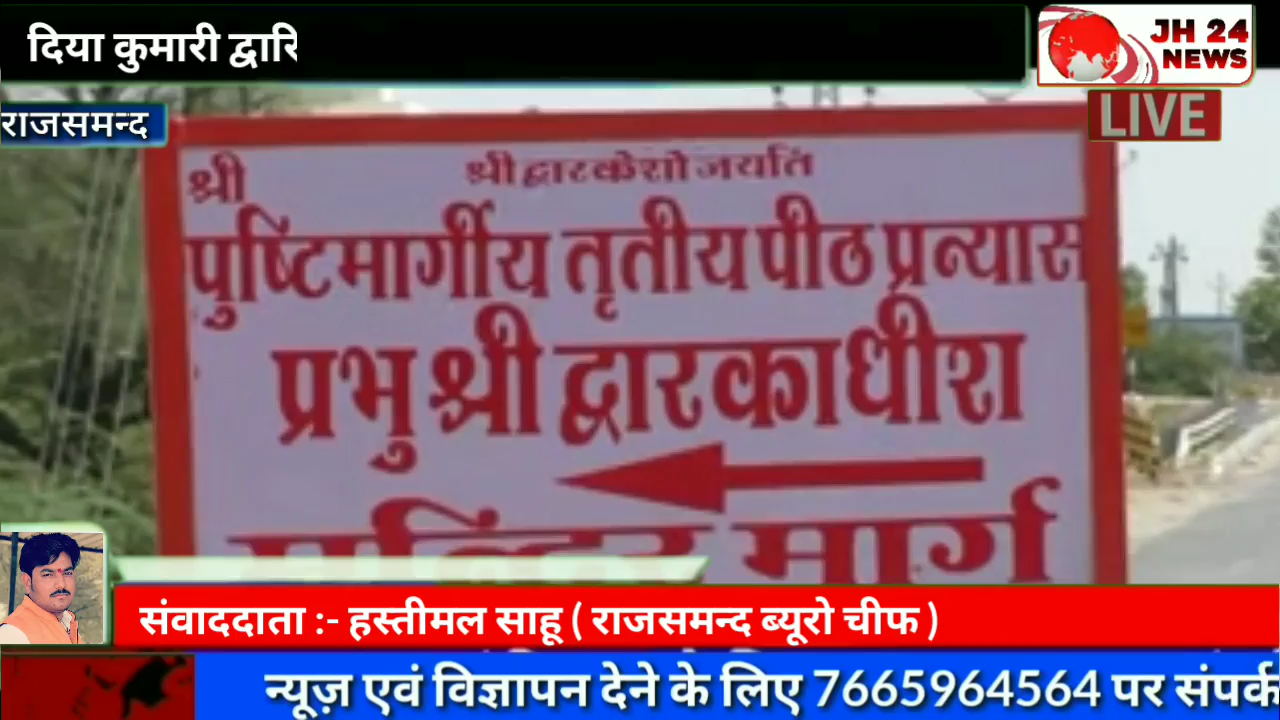 दिया कुमारी द्वारि
JH 24
NEWS
LIVE
राजसमन्द
श्री
श्री द्वारकेशो जयति
पुष्टिमार्गीय तृतीय पीठ प्रन्यास
प्रभु श्री द्वारकाधीश
मन्दिर मार्ग
संवाददाता :- हस्तीमल साहू ( राजसमन्द ब्यूरो चीफ )
न्यूज़ एवं विज्ञापन देने के लिए 7665964564 पर संपर्क